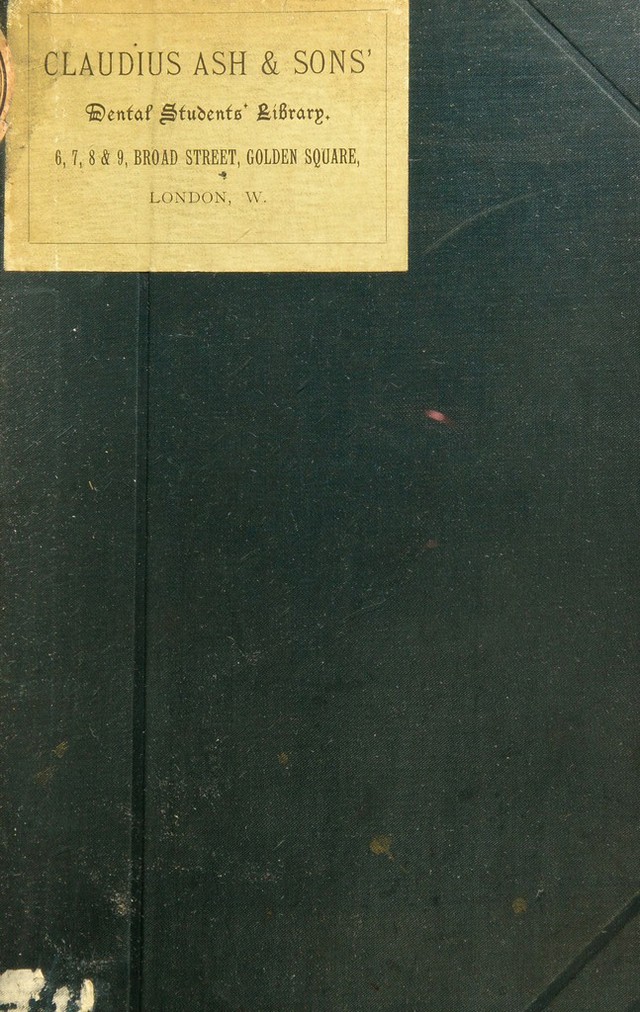 CLAUDIUS ASH & SONS'
Dental Students' Library.
6, 7, 8 & 9, BROAD STREET, GOLDEN SQUARE,
LONDON, W.